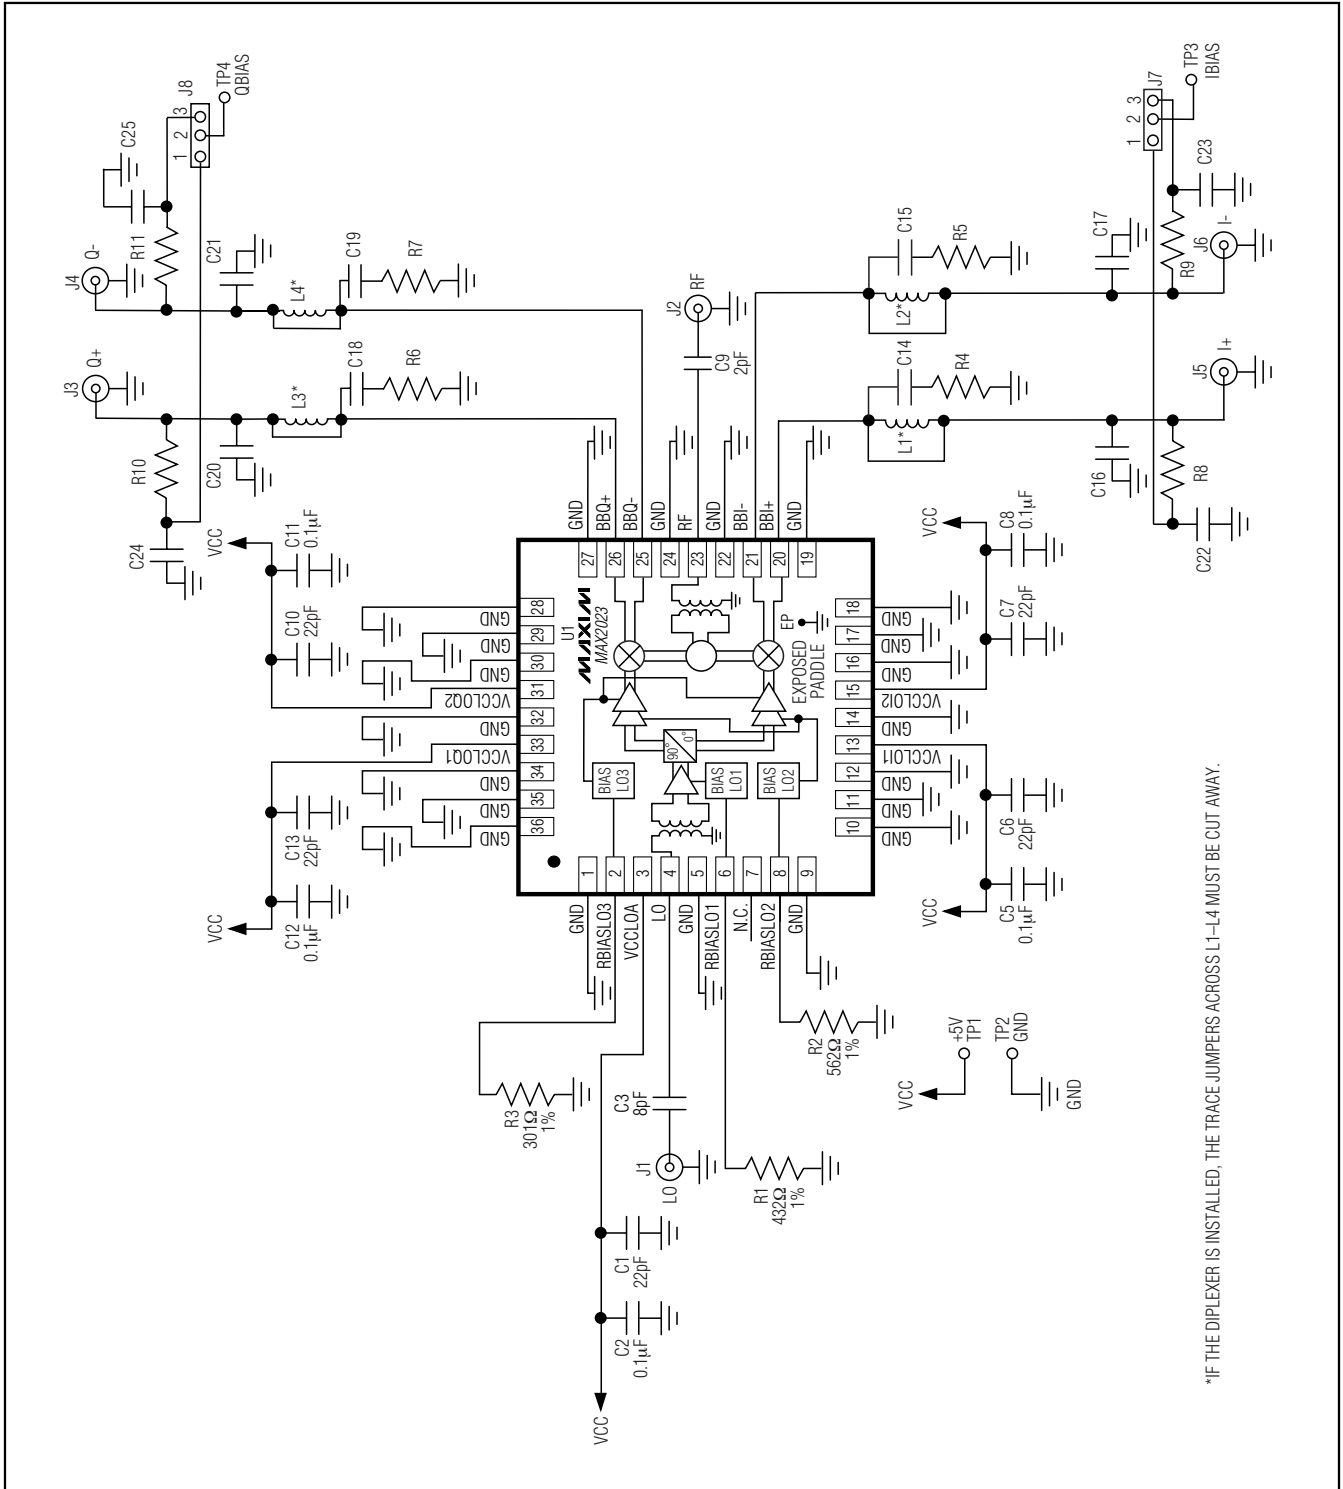 J8
TP4
QBIAS
1
2
3
C25
R11
J4
Q-
C21
L4*
C19
R7
J3
Q+
R10
C24
C20
L3*
C18
R6
J7
TP3
IBIAS
1
2
3
C23
R9
J6
I-
C17
C15
R5
L2*
J2
RF
C9
2pF
C14
R4
L1*
J5
I+
C16
R8
C22
VCC
C11
0.1µF
C10
22pF
VCC
C13
22pF
C12
0.1µF
GND
BBQ+
BBQ-
GND
RF
GND
BBI-
BBI+
GND
27
26
25
24
23
22
21
20
19
28
29
30
31
32
33
34
35
36
GND
GND
GND
VCCLOQ2
GND
VCCLOQ1
GND
GND
GND
U1
MAXIM
MAX2023
EP
EXPOSED
PADDLE
90°
0°
BIAS
LO3
BIAS
LO1
BIAS
LO2
18
17
16
15
14
13
12
11
10
GND
GND
GND
VCCLOI2
GND
VCCLOI1
GND
GND
GND
VCC
C8
0.1µF
C7
22pF
C6
22pF
VCC
C5
0.1µF
1
2
3
4
5
6
7
8
9
GND
RBIASLO3
VCCLOA
LO
GND
RBIASLO1
N.C.
RBIASLO2
GND
R3
301Ω
1%
C3
8pF
J1
LO
R1
432Ω
1%
R2
562Ω
1%
C1
22pF
C2
0.1µF
VCC
+5V
TP1
VCC
TP2
GND
GND
*IF THE DIPLEXER IS INSTALLED, THE TRACE JUMPERS ACROSS L1–L4 MUST BE CUT AWAY.